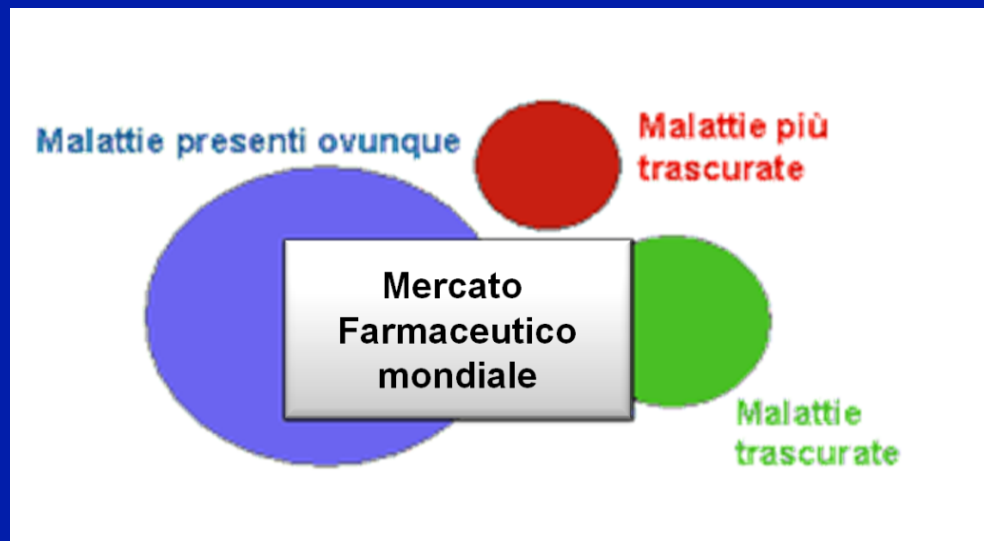 Malattie presenti ovunque
Malattie più
trascurate
Mercato
Farmaceutico
mondiale
Malattie
trascurate